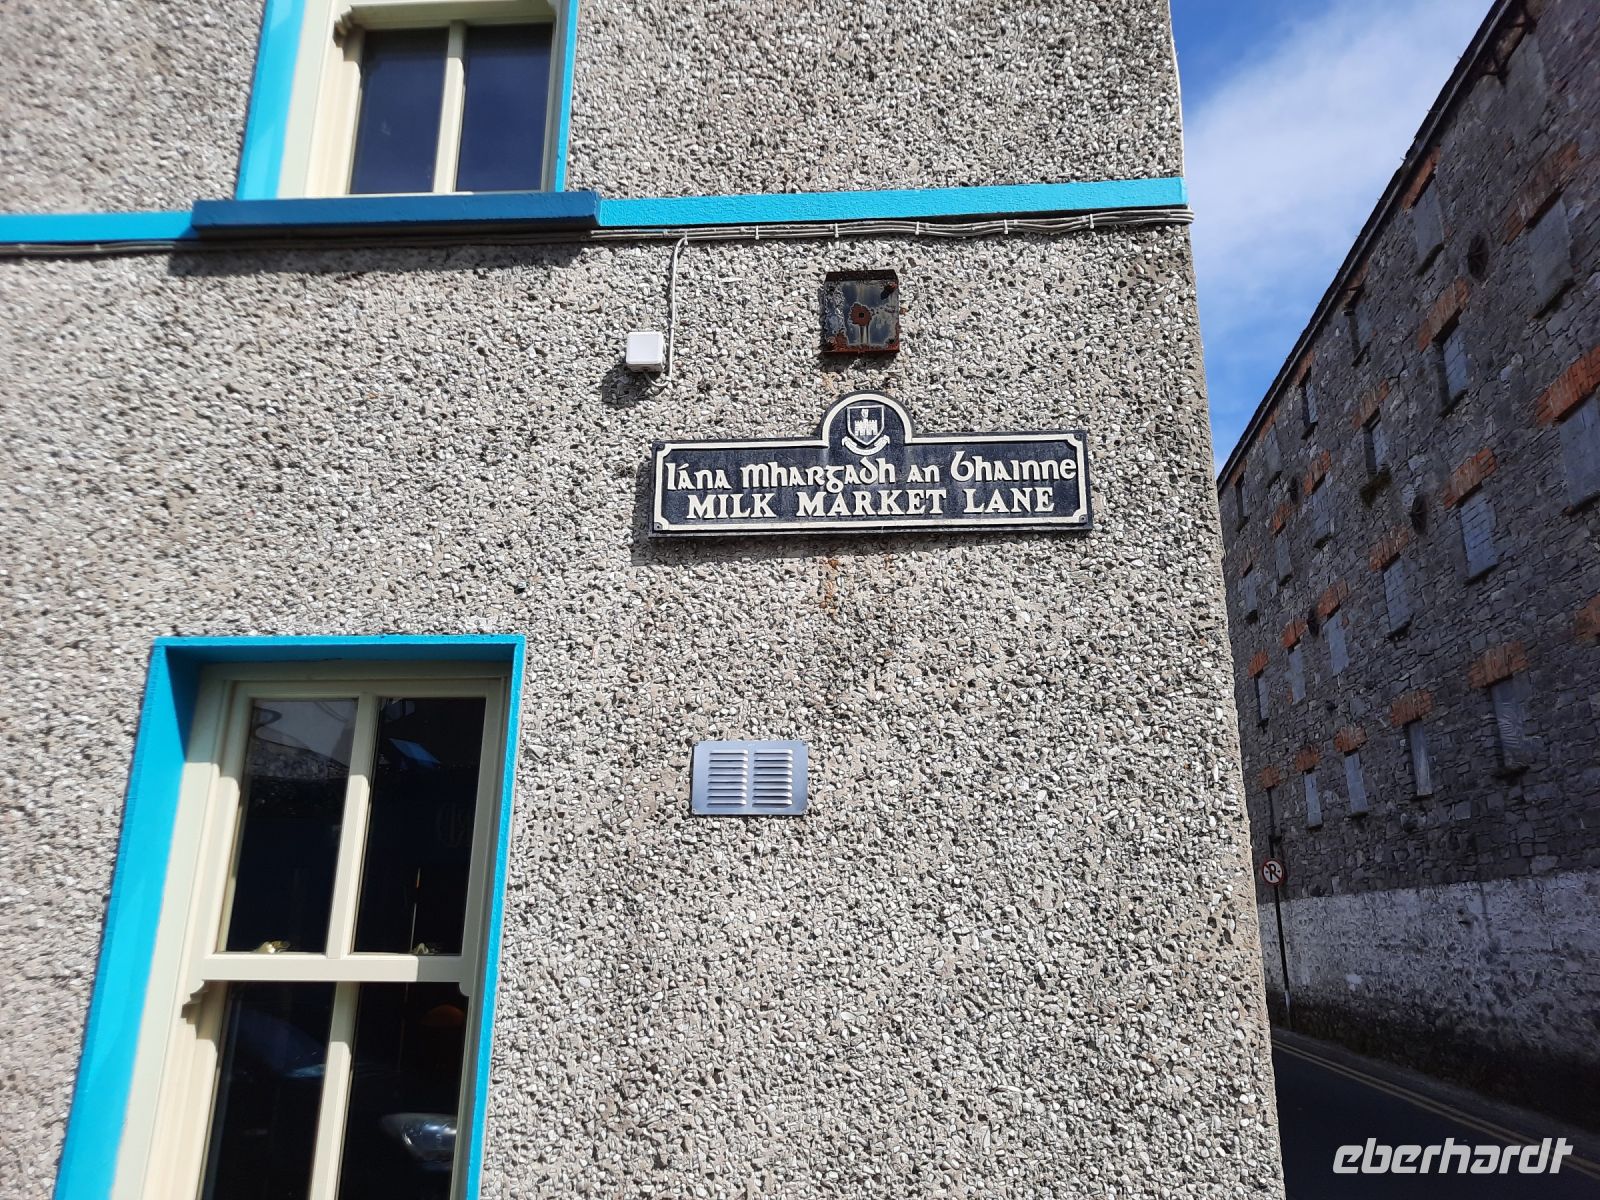 lána mhargadh an bhainne
MILK MARKET LANE
eberhardt